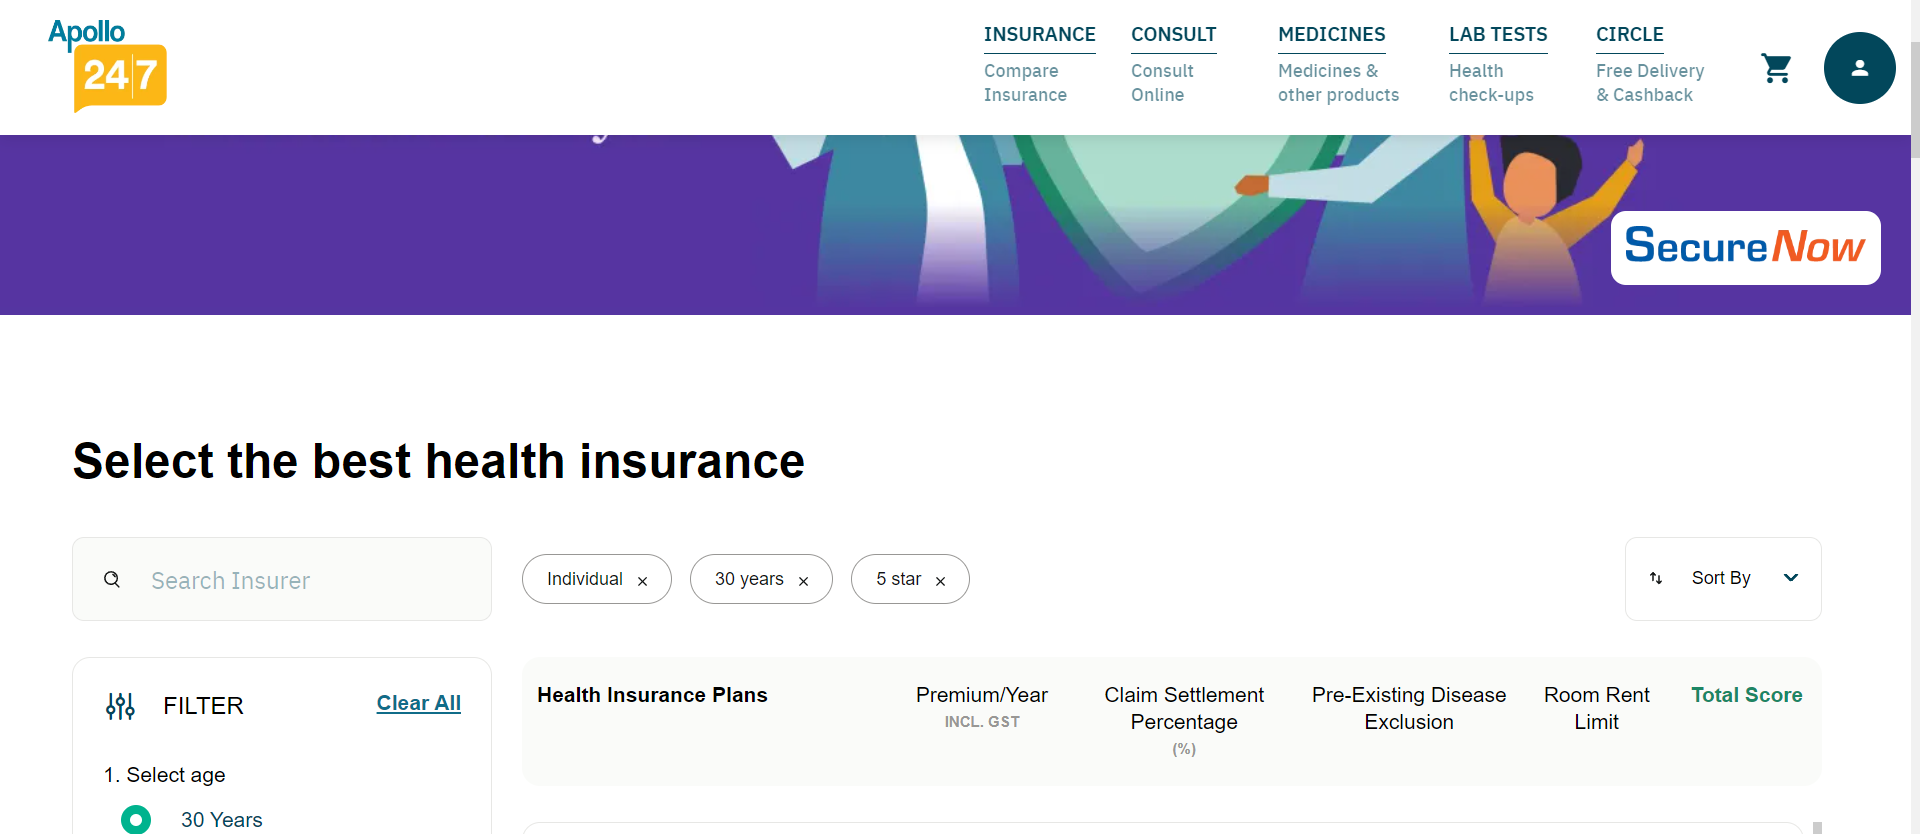 Apollo
24|7
INSURANCE
Compare
Insurance
CONSULT
Consult
Online
MEDICINES
Medicines &
other products
LAB TESTS
Health
check-ups
CIRCLE
Free Delivery
& Cashback
SecureNow
Select the best health insurance
Search Insurer
Individual ×
30 years ×
5 star ×
Sort By
FILTER
Clear All
1. Select age
30 Years
Health Insurance Plans
Premium/Year
INCL. GST
Claim Settlement
Percentage
(%)
Pre-Existing Disease
Exclusion
Room Rent
Limit
Total Score